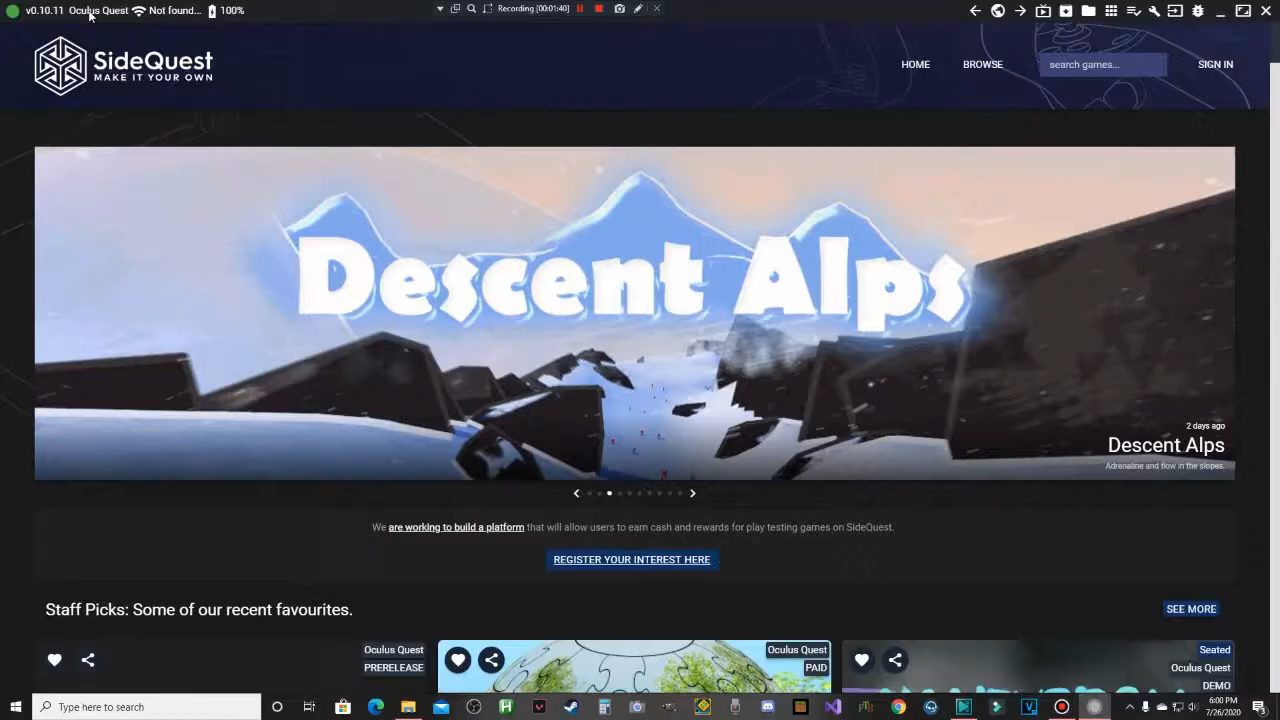 v0.10.11 Oculus Quest Not found... 100%
Recording [00:01:40]
SideQuest
MAKE IT YOUR OWN
HOME
BROWSE
search games...
SIGN IN
Descent Alps
2 days ago
Descent Alps
Adrenaline and flow in the slopes.
We are working to build a platform that will allow users to earn cash and rewards for play testing games on SideQuest.
REGISTER YOUR INTEREST HERE
Staff Picks: Some of our recent favourites.
SEE MORE
Oculus Quest
PRERELEASE
Oculus Quest
PAID
Seated
Oculus Quest
DEMO
Type here to search
6:00 PM
7/26/2020